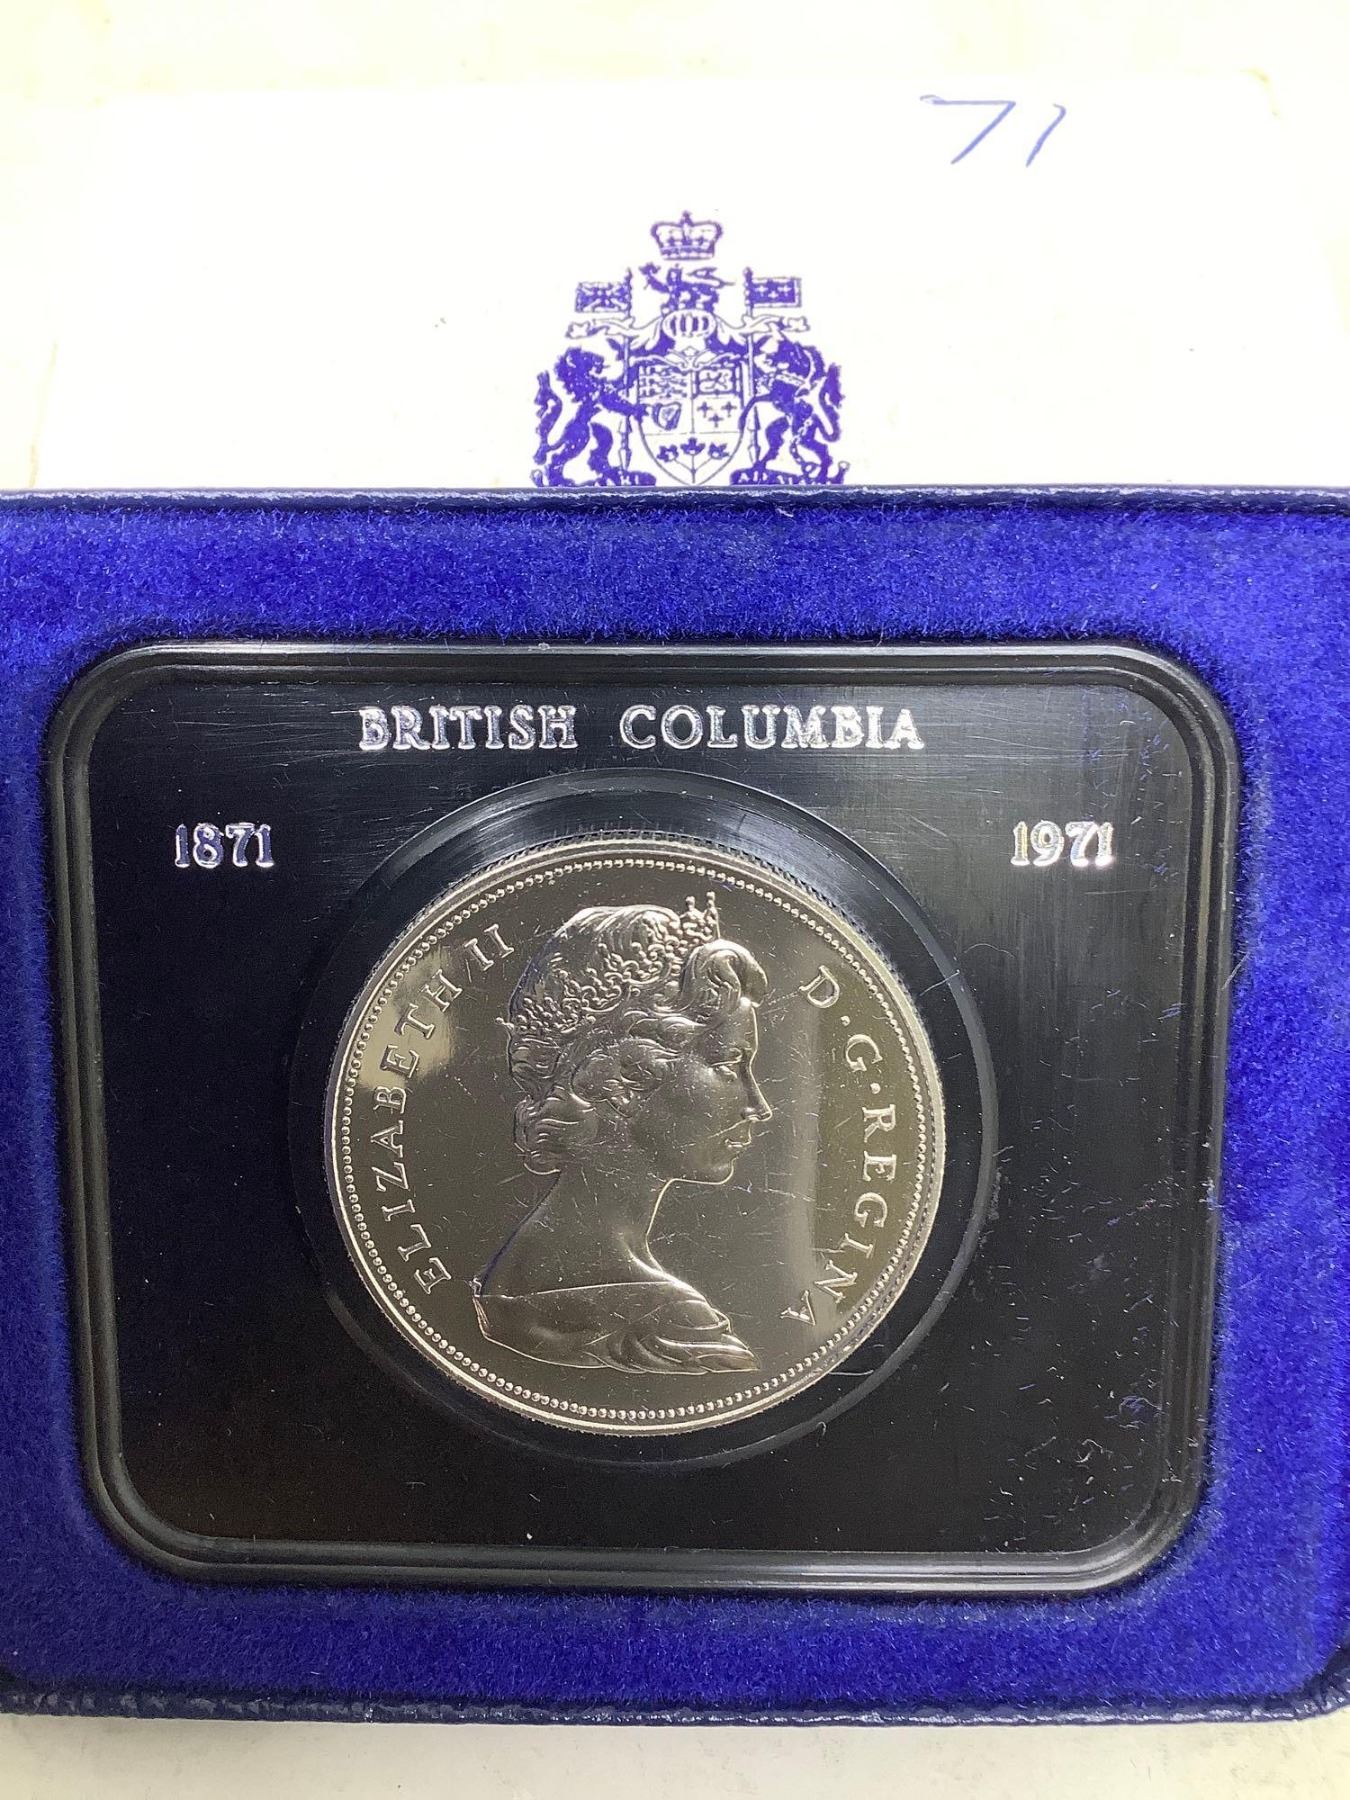 71
BRITISH COLUMBIA
1871 1971
ELIZABETH II D·G·REGINA